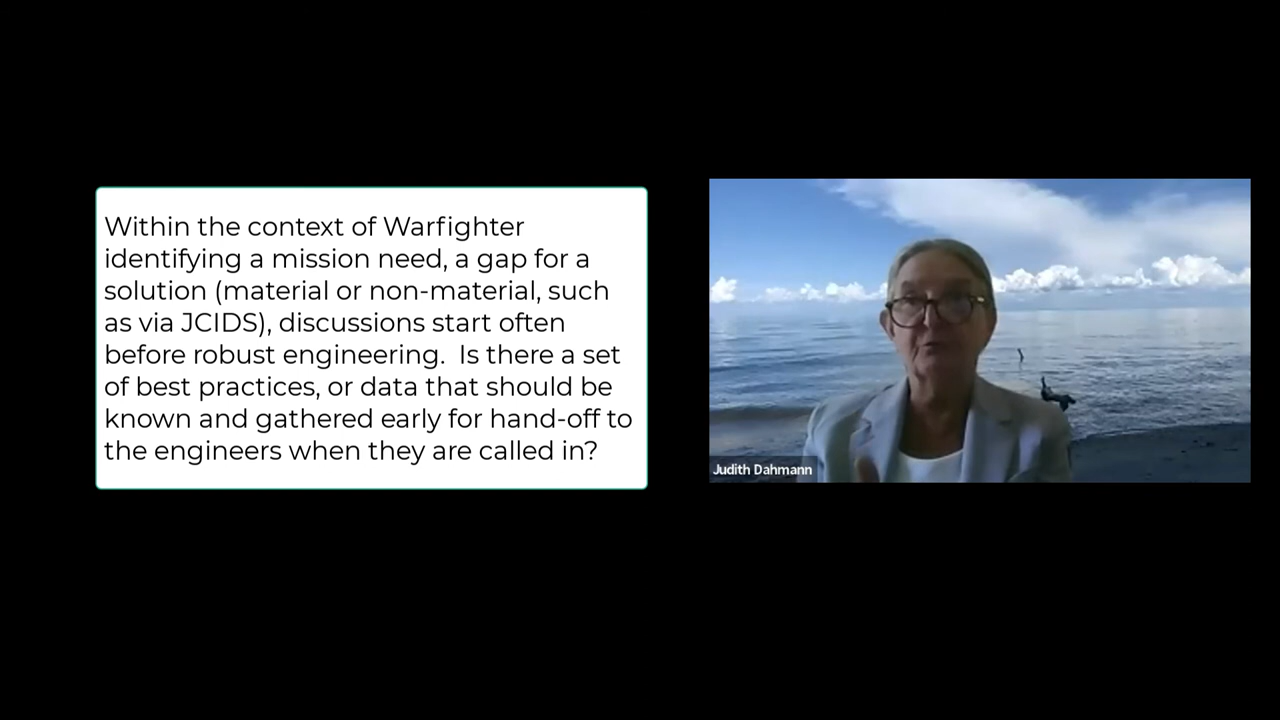 Within the context of Warfighter
identifying a mission need, a gap for a
solution (material or non-material, such
as via JCIDS), discussions start often
before robust engineering.  Is there a set
of best practices, or data that should be
known and gathered early for hand-off to
the engineers when they are called in?
Judith Dahmann